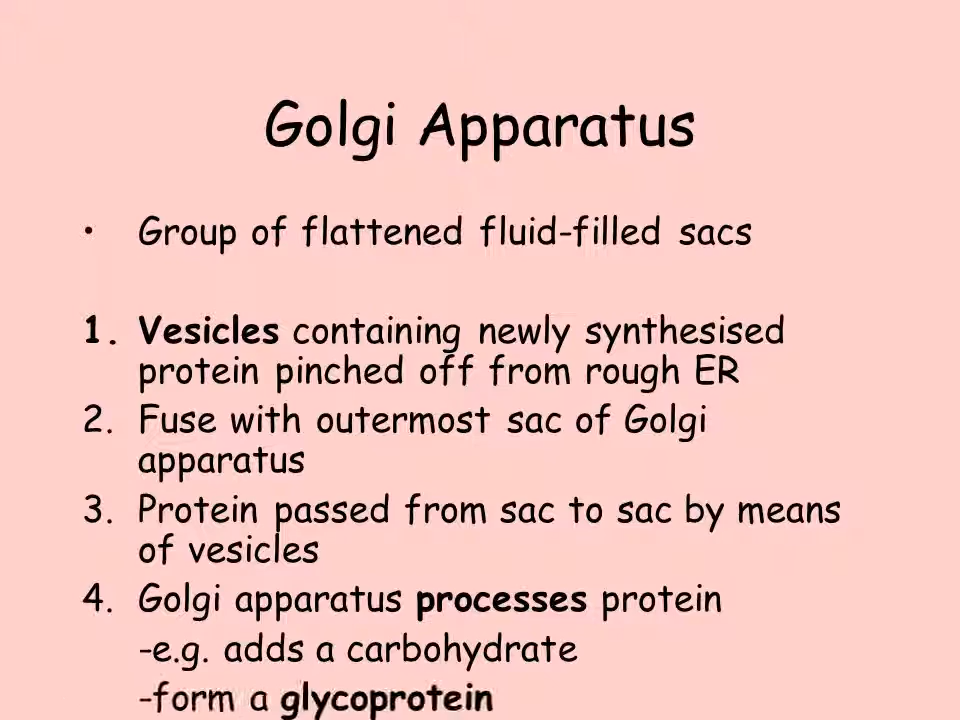 Golgi Apparatus
• Group of flattened fluid-filled sacs
1. Vesicles containing newly synthesised
protein pinched off from rough ER
2. Fuse with outermost sac of Golgi
apparatus
3. Protein passed from sac to sac by means
of vesicles
4. Golgi apparatus processes protein
-e.g. adds a carbohydrate
-form a glycoprotein